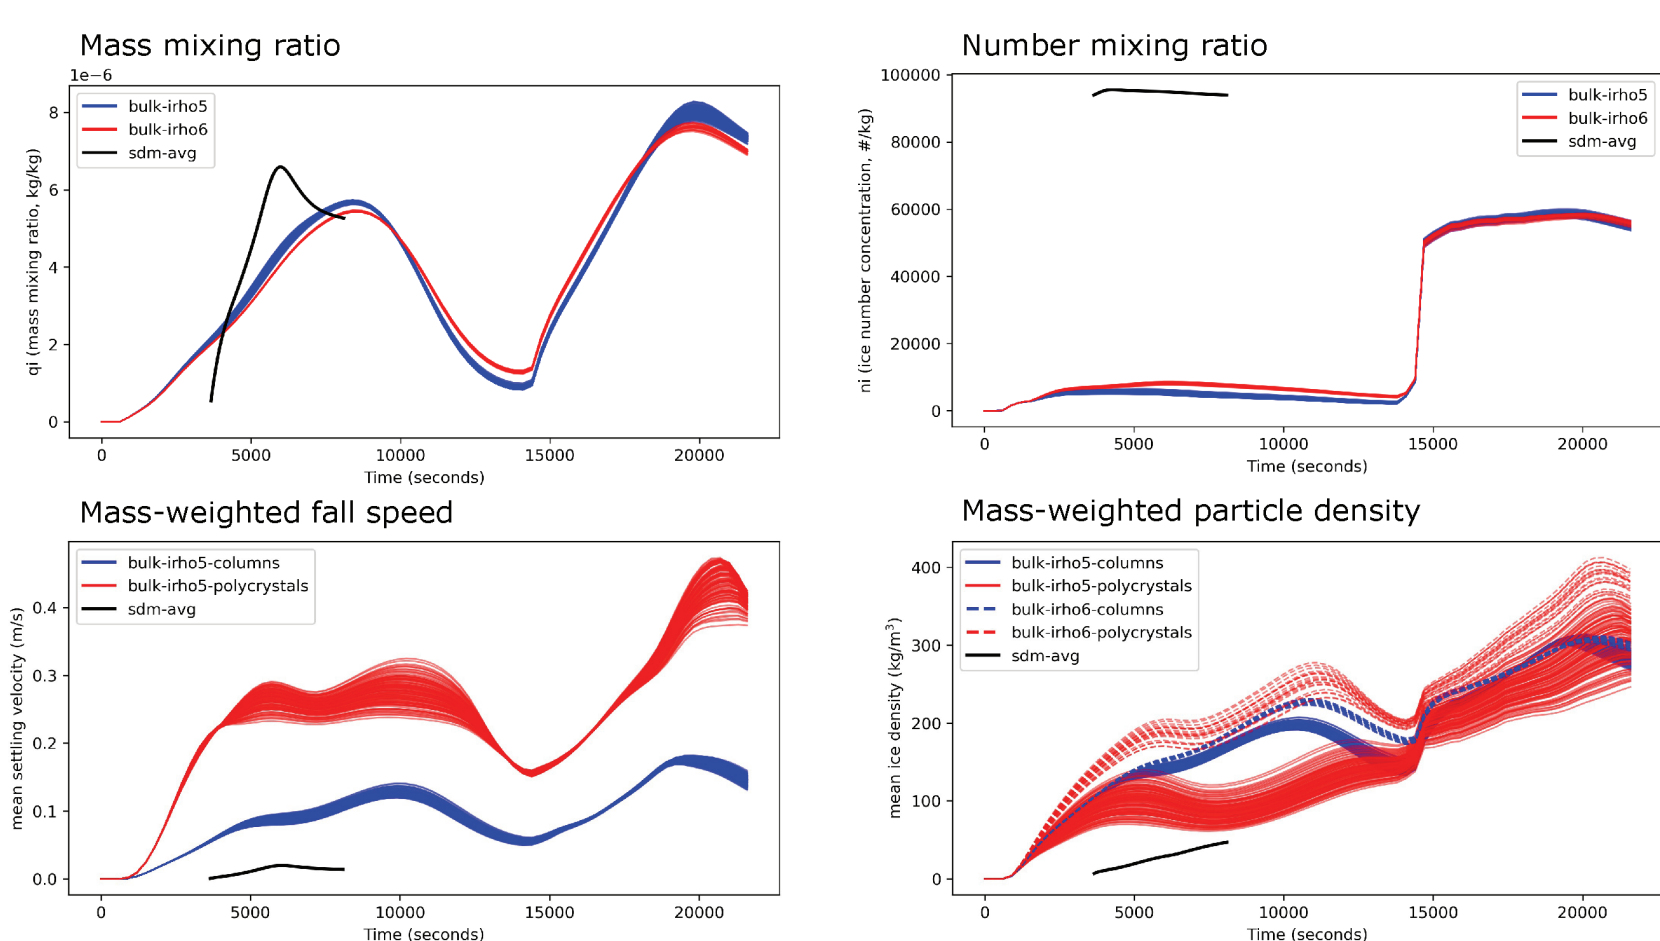 Mass mixing ratio
1e−6
bulk-irho5
bulk-irho6
sdm-avg
8
6
4
2
0
qi (mass mixing ratio, kg/kg)
0 5000 10000 15000 20000
Time (seconds)
Number mixing ratio
100000
80000
60000
40000
20000
0
bulk-irho5
bulk-irho6
sdm-avg
ni (ice number concentration, #/kg)
0 5000 10000 15000 20000
Time (seconds)
Mass-weighted fall speed
bulk-irho5-columns
bulk-irho5-polycrystals
sdm-avg
0.4
0.3
0.2
0.1
0.0
mean settling velocity (m/s)
0 5000 10000 15000 20000
Time (seconds)
Mass-weighted particle density
bulk-irho5-columns
bulk-irho5-polycrystals
bulk-irho6-columns
bulk-irho6-polycrystals
sdm-avg
400
300
200
100
0
mean ice density (kg/m³)
0 5000 10000 15000 20000
Time (seconds)